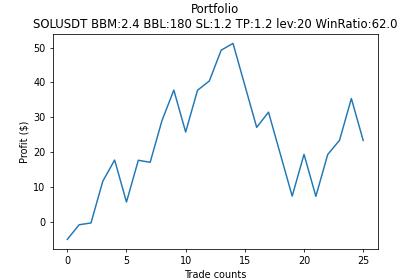 Portfolio
SOLUSDT BBM:2.4 BBL:180 SL:1.2 TP:1.2 lev:20 WinRatio:62.0
Profit ($)
50
40
30
20
10
0
0 5 10 15 20 25
Trade counts